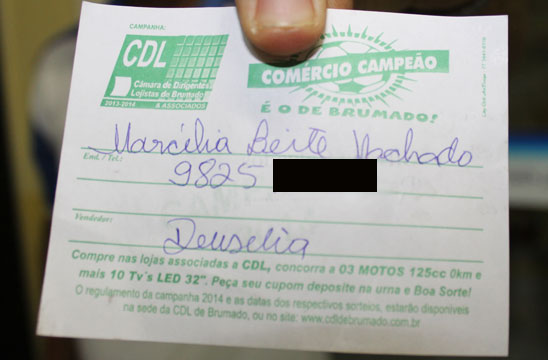 CAMPANHA:
CDL
Câmara de Dirigentes
Lojistas de Brumado
2013-2014
& ASSOCIADOS
COMÉRCIO CAMPEÃO
É O DE BRUMADO!
Marcília Leite Machado
End. / Tel.:
9825
Vendedor:
Deuselia
Compre nas lojas associadas a CDL, concorra a 03 MOTOS 125cc 0km e
mais 10 Tv´s LED 32". Peça seu cupom deposite na urna e Boa Sorte!
O regulamento da campanha 2014 e as datas dos respectivos sorteios, estarão disponíveis
na sede da CDL de Brumado, ou no site: www.cdldebrumado.com.br